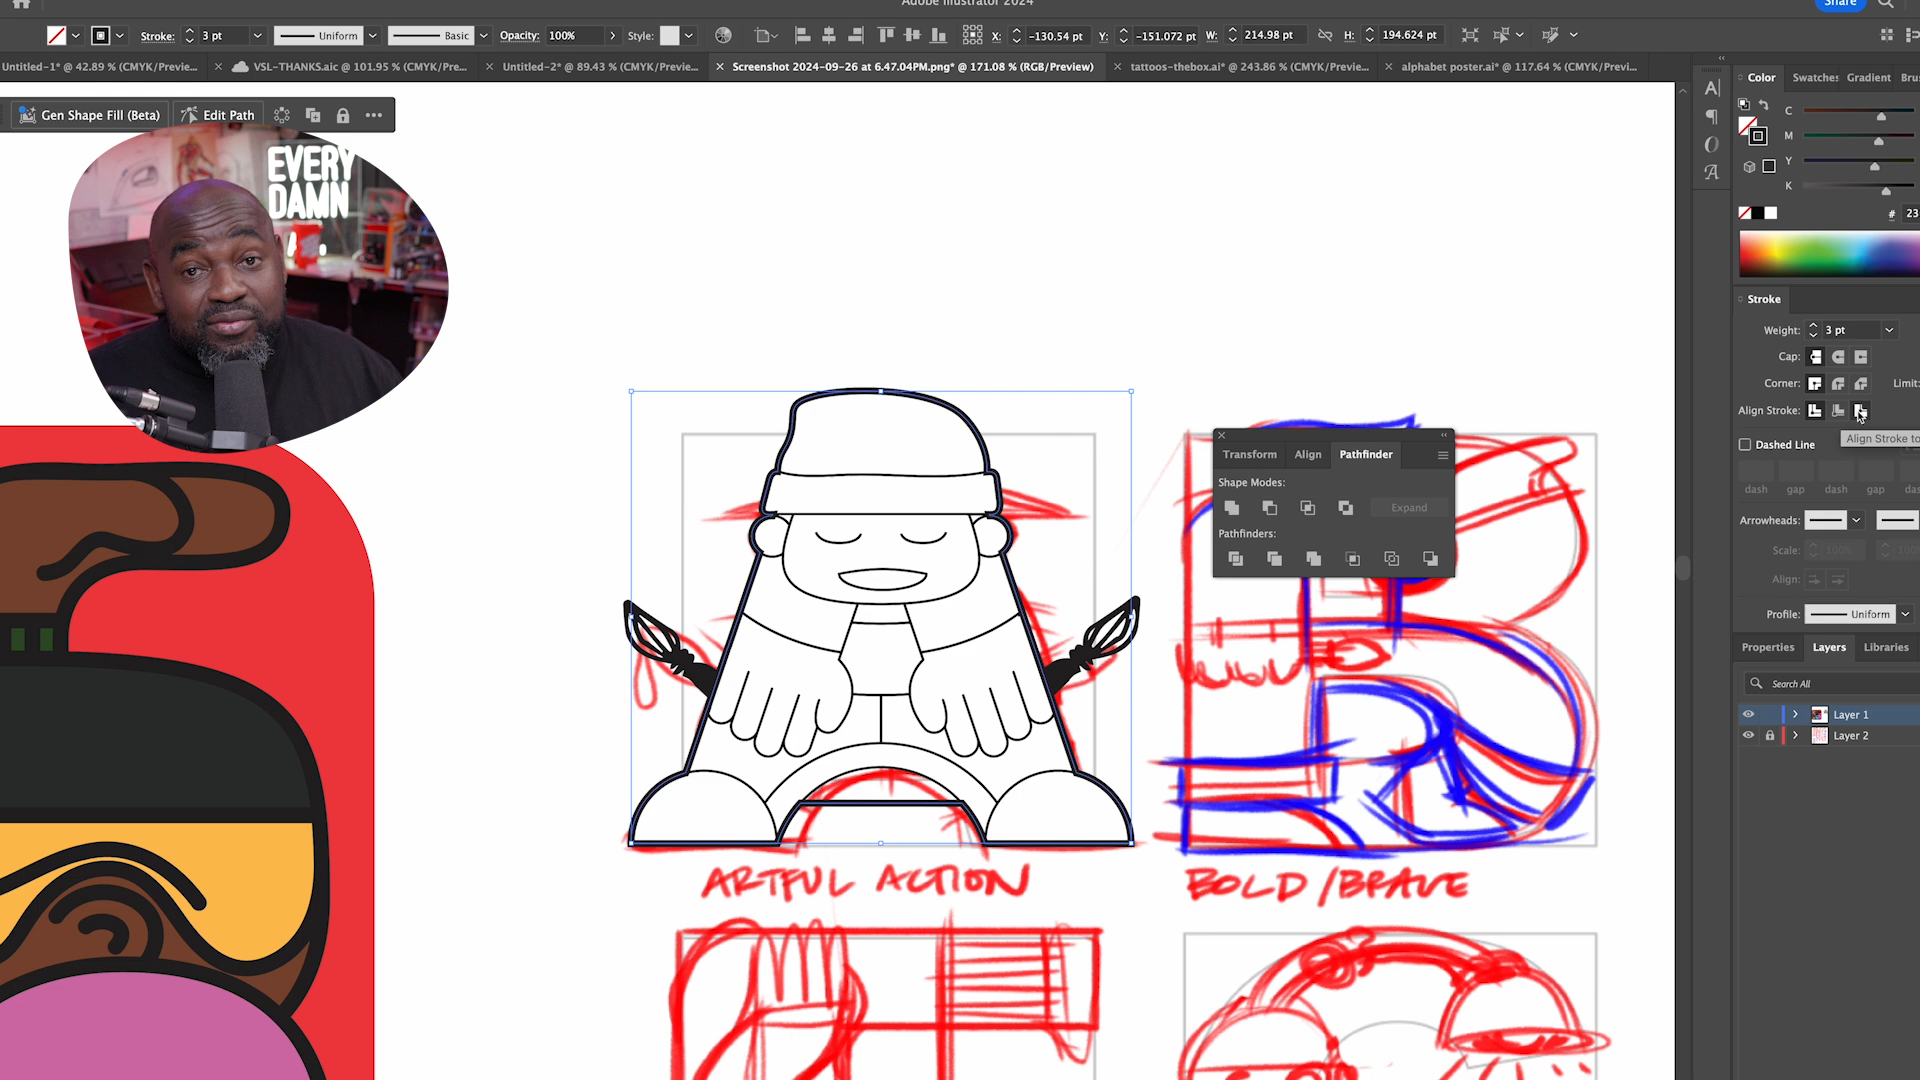 Adobe Illustrator 2024
Share
Stroke: 3 pt Uniform Basic Opacity: 100% Style: X: -130.54 pt Y: -151.072 pt W: 214.98 pt H: 194.624 pt
Untitled-1* @ 42.89 % (CMYK/Previe... VSL-THANKS.aic @ 101.95 % (CMYK/Pre... Untitled-2* @ 89.43 % (CMYK/Previe... Screenshot 2024-09-26 at 6.47.04PM.png* @ 171.08 % (RGB/Preview) tattoos-thebox.ai* @ 243.86 % (CMYK/Previe... alphabet poster.ai* @ 117.64 % (CMYK/Previ...
Gen Shape Fill (Beta) Edit Path
EVERY
DAMN
Color Swatches Gradient Brus
C
M
Y
K
# 23
Stroke
Weight: 3 pt
Cap:
Corner: Limit:
Align Stroke:
Align Stroke to
Dashed Line
dash gap dash gap das
Arrowheads:
Scale: 100% 100%
Align:
Profile: Uniform
Properties Layers Libraries
Search All
Layer 1
Layer 2
Transform Align Pathfinder
Shape Modes:
Expand
Pathfinders:
ARTFUL ACTION
BOLD/BRAVE